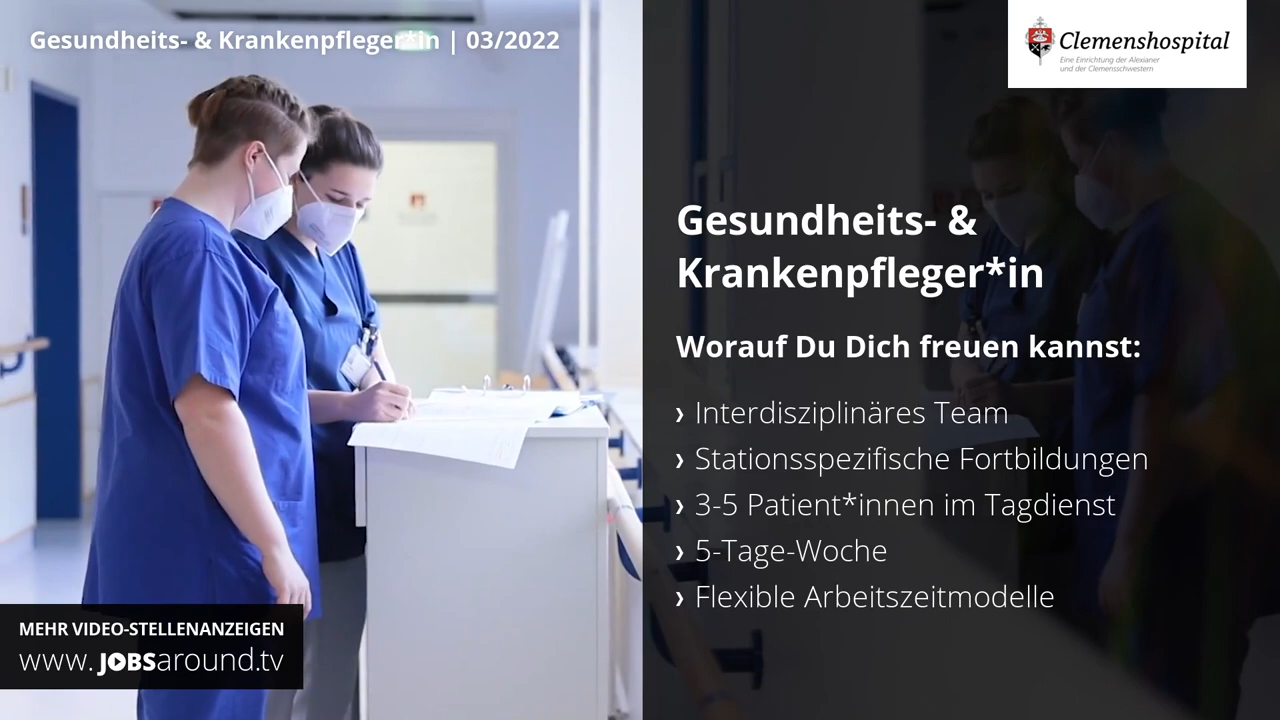 Gesundheits- & Krankenpfleger*in | 03/2022
Clemenshospital
Eine Einrichtung der Alexianer
und der Clemensschwestern
Gesundheits- &
Krankenpfleger*in
Worauf Du Dich freuen kannst:
› Interdisziplinäres Team
› Stationsspezifische Fortbildungen
› 3-5 Patient*innen im Tagdienst
› 5-Tage-Woche
› Flexible Arbeitszeitmodelle
MEHR VIDEO-STELLENANZEIGEN
www. JOBSaround.tv